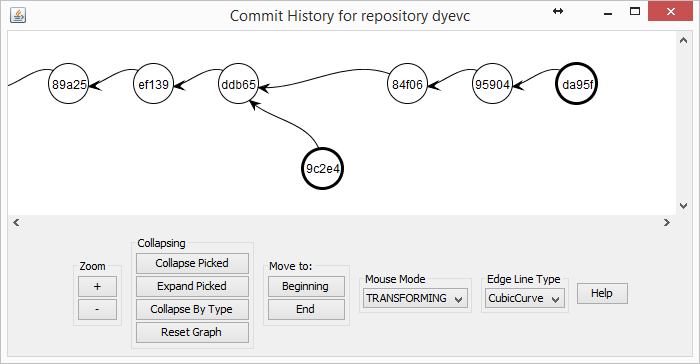 Commit History for repository dyevc
89a25 ef139 ddb65 84f06 95904 da95f
9c2e4
Collapsing
Zoom Collapse Picked Move to: Mouse Mode Edge Line Type
+ Expand Picked Beginning TRANSFORMING CubicCurve Help
- Collapse By Type End
Reset Graph